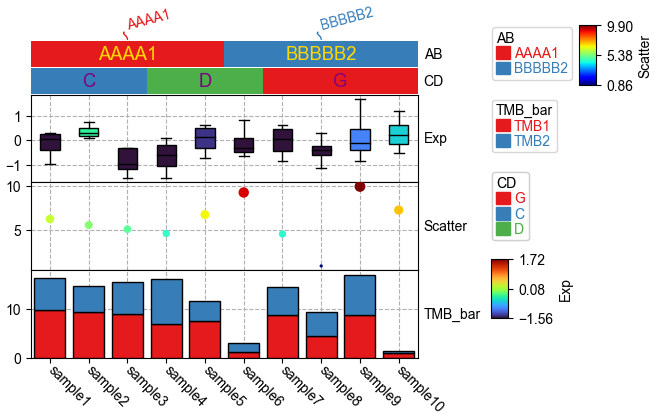 AAAA1
BBBBB2
AAAA1
BBBBB2
AB
C
D
G
CD
1
0
−1
Exp
10
5
Scatter
10
0
TMB_bar
sample1
sample2
sample3
sample4
sample5
sample6
sample7
sample8
sample9
sample10
AB
AAAA1
BBBBB2
9.90
5.38
0.86
Scatter
TMB_bar
TMB1
TMB2
CD
G
C
D
1.72
0.08
−1.56
Exp